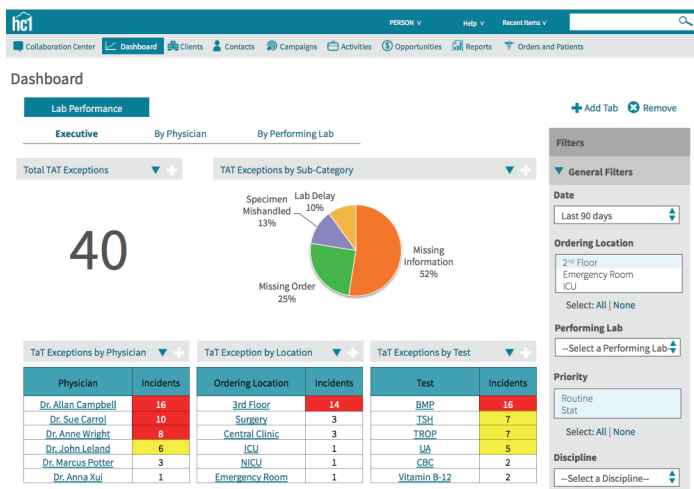 hc1
PERSON v Help v Recent Items v
Collaboration Center Dashboard Clients Contacts Campaigns Activities Opportunities Reports Orders and Patients
Dashboard
Lab Performance
Add Tab Remove
Executive By Physician By Performing Lab
Total TAT Exceptions
40
TAT Exceptions by Sub-Category
Lab Delay
10%
Specimen
Mishandled
13%
Missing
Information
52%
Missing Order
25%
TaT Exceptions by Physician
Physician Incidents
Dr. Allan Campbell 16
Dr. Sue Carrol 10
Dr. Anne Wright 8
Dr. John Leland 6
Dr. Marcus Potter 3
Dr. Anna Xui 1
TaT Exception by Location
Ordering Location Incidents
3rd Floor 14
Surgery 3
Central Clinic 3
ICU 1
NICU 1
Emergency Room 1
TaT Exceptions by Test
Test Incidents
BMP 16
TSH 7
TROP 7
UA 5
CBC 2
Vitamin B-12 2
Filters
General Filters
Date
Last 90 days
Ordering Location
2nd Floor
Emergency Room
ICU
Select: All | None
Performing Lab
--Select a Performing Lab-
Priority
Routine
Stat
Select: All | None
Discipline
--Select a Discipline--